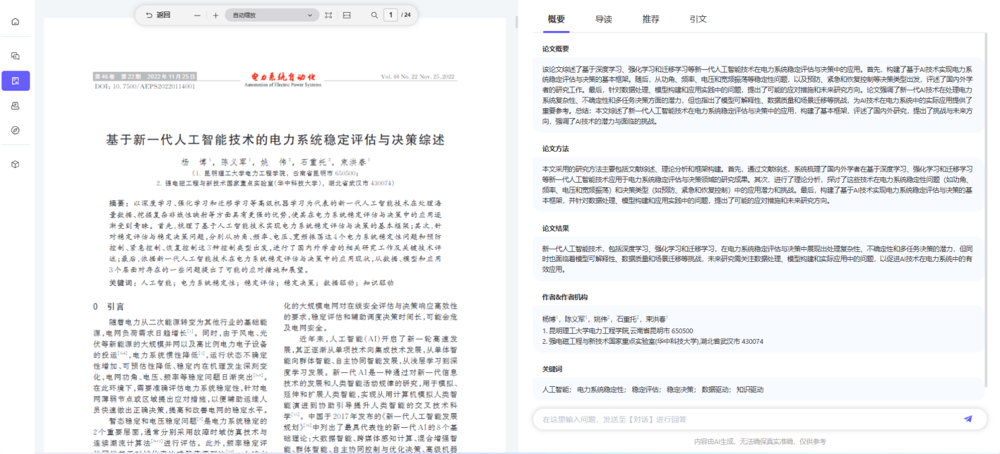 返回
自动缩放
1 / 24
第46卷 第22期 2022年11月25日
电力系统自动化
Automation of Electric Power Systems
Vol. 46 No. 22 Nov. 25, 2022
DOI: 10.7500/AEPS20220114001
基于新一代人工智能技术的电力系统稳定评估与决策综述
杨 博¹，陈义军¹，姚 伟²，石重托²，束洪春¹
（1. 昆明理工大学电力工程学院，云南省昆明市 650500；
2. 强电磁工程与新技术国家重点实验室（华中科技大学），湖北省武汉市 430074）
摘要：以深度学习、强化学习和迁移学习等高级机器学习为代表的新一代人工智能技术在处理海
量数据、挖掘复杂非线性映射等方面具有更强的优势，使其在电力系统稳定评估与决策中的应用逐
渐受到青睐。首先，梳理了基于人工智能技术实现电力系统稳定评估与决策的基本框架；其次，针
对稳定评估与稳定决策问题，分别从功角、频率、电压、宽频振荡这4个电力系统稳定性问题和预防
控制、紧急控制、恢复控制这3种控制类型出发，进行了国内外学者的相关研究工作及关键技术评
述；最后，依据新一代人工智能技术在电力系统稳定评估与决策中的应用现状，从数据、模型和应用
3个层面对存在的一些问题提出了可能的应对措施和展望。
关键词：人工智能；电力系统稳定性；稳定评估；稳定决策；数据驱动；知识驱动
0 引言
随着电力从二次能源转变为其他行业的基础能
源，电网负荷需求日趋增长[1]。同时，由于风电、光
伏等新能源的大规模并网以及高比例电力电子设备
的投运[2-4]，电力系统惯性降低[5]，运行状态不确定
性增加、可预估性降低、稳定内在机理发生深刻变
化，电网功角、电压、频率等稳定问题日渐突出[6-8]。
在此环境下，需要准确评估电力系统稳定性，针对电
网薄弱节点或区域提出应对措施，以便辅助运维人
员快速做出正确决策，提高和改善电网的稳定水平。
暂态稳定和电压稳定问题[9]是电力系统稳定的
2个重要层面，通常分别采用故障时域仿真技术与
连续潮流计算法[10-11]进行评估。此外，频率稳定评
化的大规模电网对在线安全评估与决策响应高效性
的要求，稳定评估和辅助调度决策时间长，可能会危
及电网安全。
近年来，人工智能（AI）开启了新一轮高速发
展，其正逐渐从单项技术向集成技术发展，从单体智
能向群体智能、自主协同智能发展，从浅层学习到深
度学习发展。新一代AI是一种通过对新一代信息
技术的发展和人类智能活动规律的研究，用于模拟、
延伸和扩展人类智能，实现从用计算机模拟人类智
能演进到协助引导提升人类智能的交叉技术科
学[15]。中国于2017年发布的《新一代人工智能发展
规划》[16]中列出了最具代表性的新一代AI的8个基
础理论：大数据智能、跨媒体感知计算、混合增强智
能、群体智能、自主协同控制与优化决策、高级机器
概要 导读 推荐 引文
论文概要
该论文综述了基于深度学习、强化学习和迁移学习等新一代人工智能技术在电力系统稳定评估与决策中的应用。首先，构建了基于AI技术实现电力系
统稳定评估与决策的基本框架。随后，从功角、频率、电压和宽频振荡等稳定性问题，以及预防、紧急和恢复控制等决策类型出发，评述了国内外学
者的研究工作。最后，针对数据处理、模型构建和应用实践中的问题，提出了可能的应对措施和未来研究方向。论文强调了新一代AI技术在处理电力
系统复杂性、不确定性和多任务决策方面的潜力，但也指出了模型可解释性、数据质量和场景迁移等挑战，为AI技术在电力系统中的实际应用提供了
重要参考。总结：本文综述了新一代人工智能技术在电力系统稳定评估与决策中的应用，构建了基本框架，评述了国内外研究，提出了挑战与未来方
向，强调了AI技术的潜力与面临的挑战。
论文方法
本文采用的研究方法主要包括文献综述、理论分析和框架构建。首先，通过文献综述，系统梳理了国内外学者在基于深度学习、强化学习和迁移学习
等新一代人工智能技术应用于电力系统稳定评估与决策领域的研究成果。其次，进行了理论分析，探讨了这些技术在电力系统稳定性问题（如功角、
频率、电压和宽频振荡）和决策类型（如预防、紧急和恢复控制）中的应用潜力和挑战。最后，构建了基于AI技术实现电力系统稳定评估与决策的基
本框架，并针对数据处理、模型构建和应用实践中的问题，提出了可能的应对措施和未来研究方向。
论文结果
新一代人工智能技术，包括深度学习、强化学习和迁移学习，在电力系统稳定评估与决策中展现出处理复杂性、不确定性和多任务决策的潜力，但同
时也面临着模型可解释性、数据质量和场景迁移等挑战，未来研究需关注数据处理、模型构建和实际应用中的问题，以促进AI技术在电力系统中的有
效应用。
作者&作者机构
杨博¹，陈义军¹，姚伟²，石重托²，束洪春¹
1. 昆明理工大学电力工程学院,云南省昆明市 650500
2. 强电磁工程与新技术国家重点实验室(华中科技大学),湖北省武汉市 430074
关键词
人工智能； 电力系统稳定性； 稳定评估； 稳定决策； 数据驱动； 知识驱动
在这里输入问题，发送至【对话】进行回答
内容由AI生成，无法确保真实准确，仅供参考